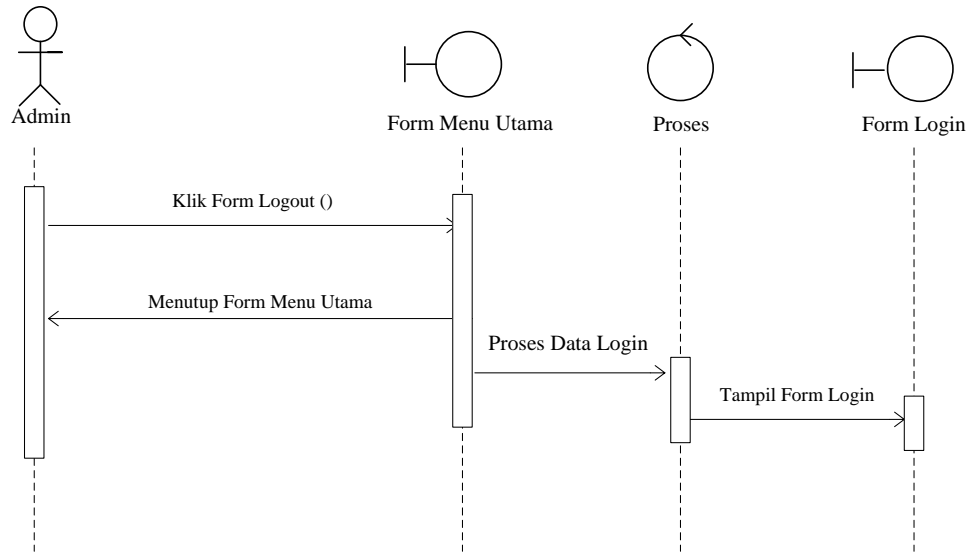 Admin
Form Menu Utama
Proses
Form Login
Klik Form Logout ()
Menutup Form Menu Utama
Proses Data Login
Tampil Form Login